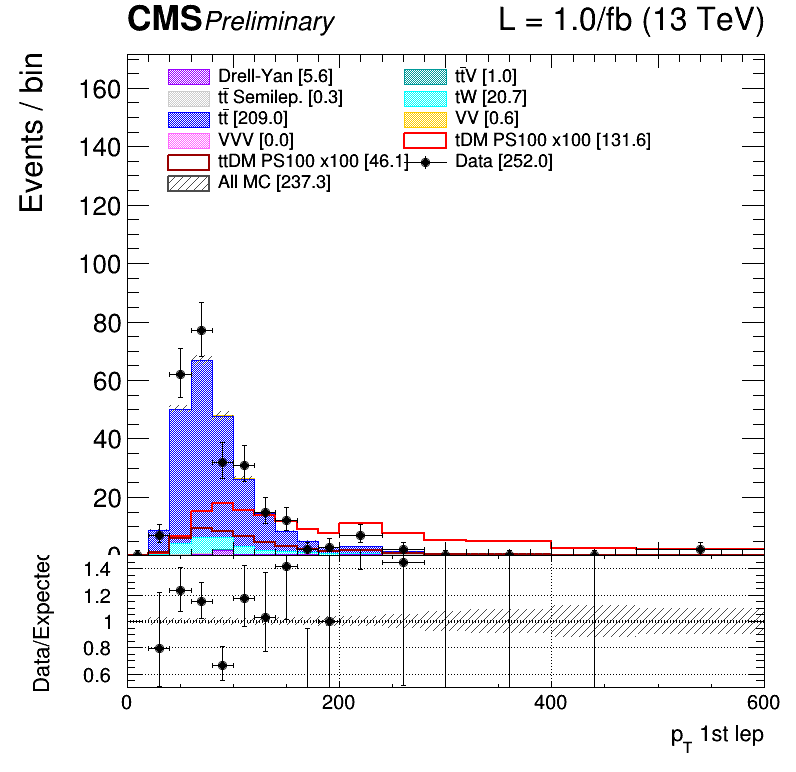 CMS Preliminary L = 1.0/fb (13 TeV)
Events / bin
160
140
120
100
80
60
40
20
0
Drell-Yan [5.6]
tt̄ Semilep. [0.3]
tt̄ [209.0]
VVV [0.0]
ttDM PS100 x100 [46.1]
All MC [237.3]
tt̄V [1.0]
tW [20.7]
VV [0.6]
tDM PS100 x100 [131.6]
Data [252.0]
Data/Expected
1.4
1.2
1
0.8
0.6
0 200 400 600
p_T 1st lep